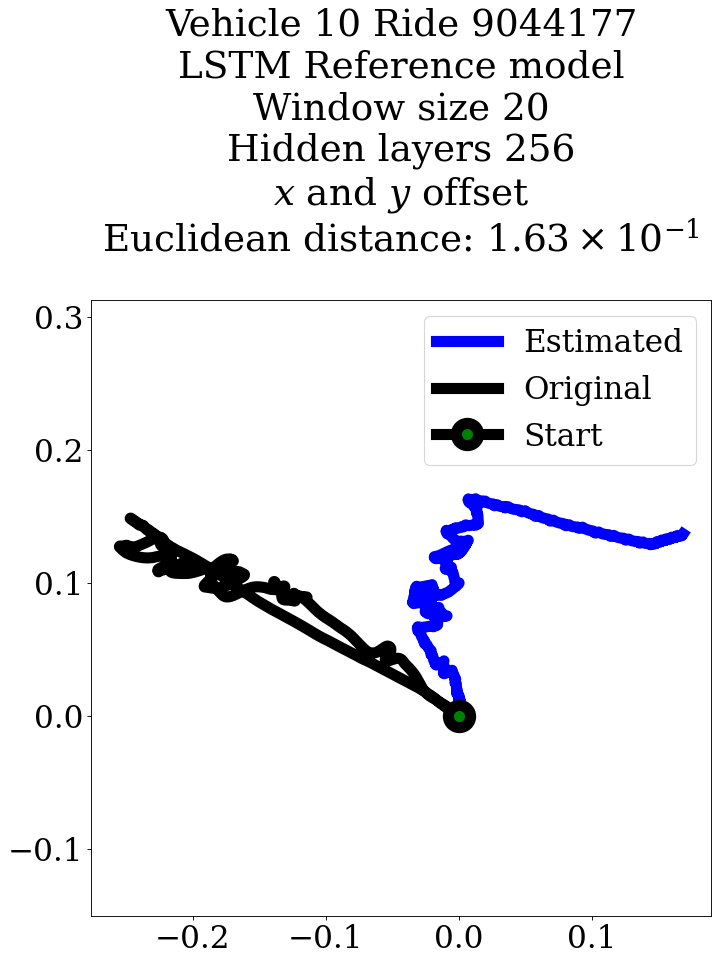 Vehicle 10 Ride 9044177
LSTM Reference model
Window size 20
Hidden layers 256
x and y offset
Euclidean distance: 1.63 × 10⁻¹
0.3
0.2
0.1
0.0
−0.1
Estimated
Original
Start
−0.2
−0.1
0.0
0.1